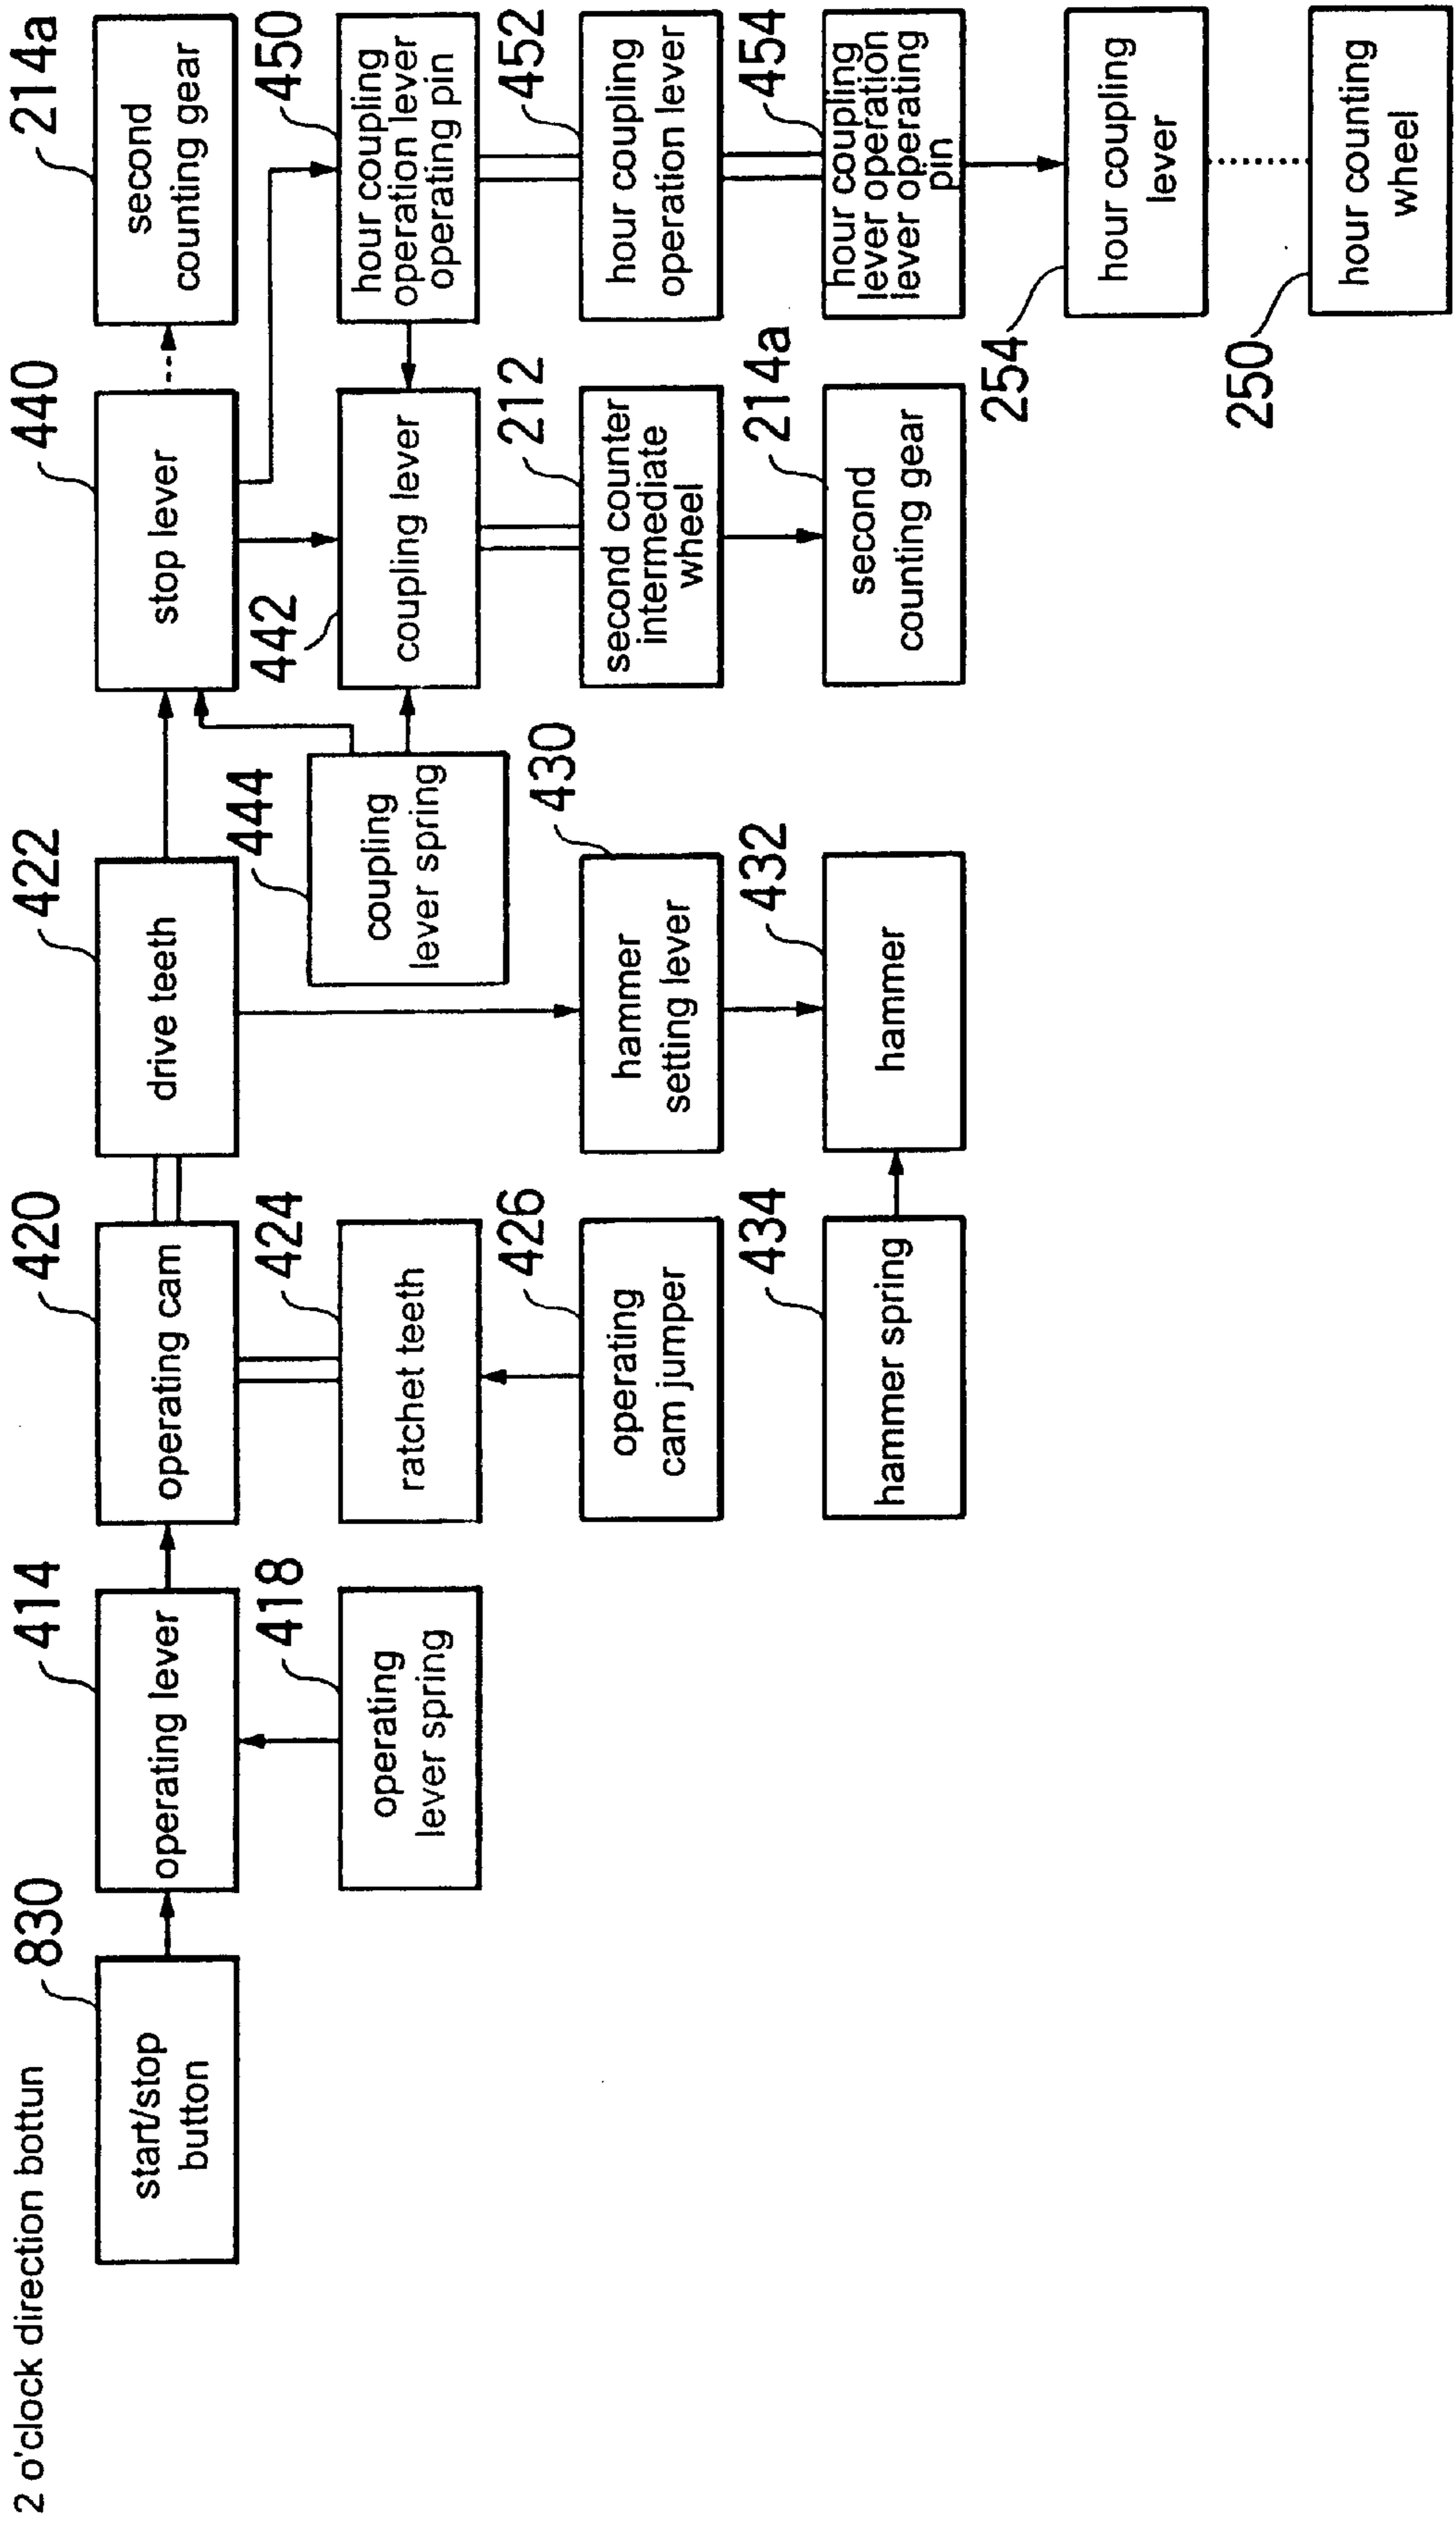 2 o'clock direction bottun
830
start/stop
button
414
operating lever
418
operating
lever spring
420
operating cam
424
ratchet teeth
426
operating
cam jumper
434
hammer spring
422
drive teeth
444
coupling
lever spring
430
hammer
setting lever
432
hammer
440
stop lever
442
coupling lever
212
second counter
intermediate
wheel
214a
second
counting gear
214a
second
counting gear
450
hour coupling
operation lever
operating pin
452
hour coupling
operation lever
454
hour coupling
lever operation
lever operating
pin
254
hour coupling
lever
250
hour counting
wheel